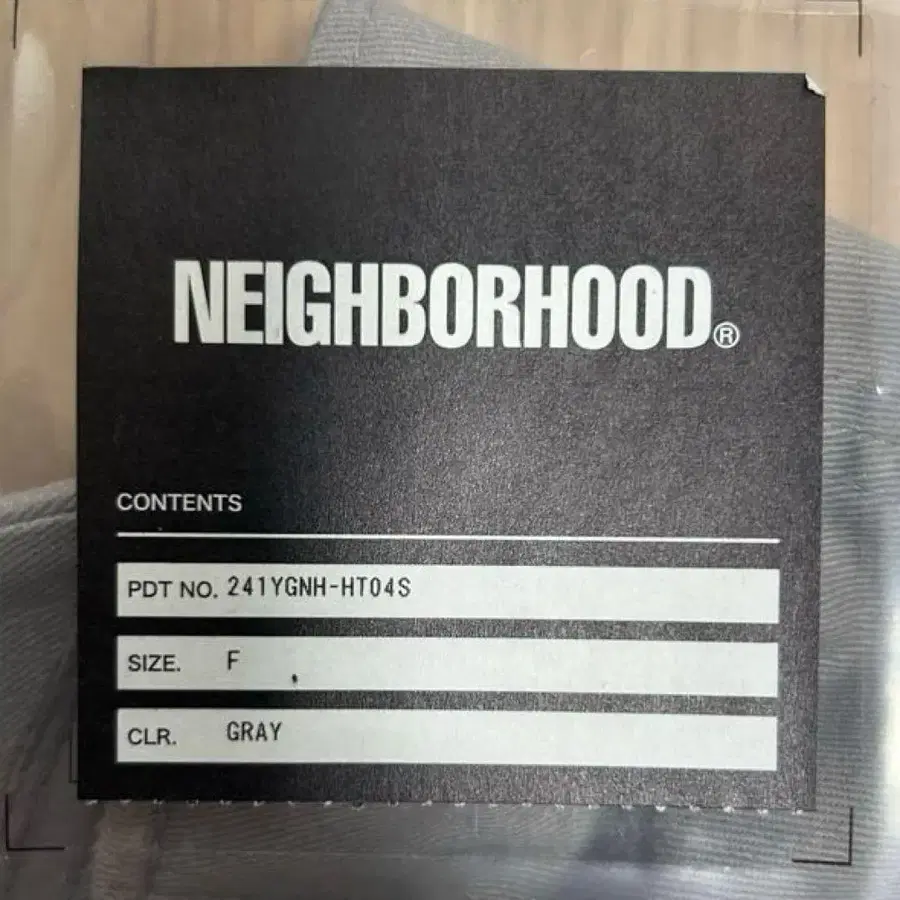 NEIGHBORHOOD®
CONTENTS
PDT NO. 241YGNH-HT04S
SIZE. F
CLR. GRAY